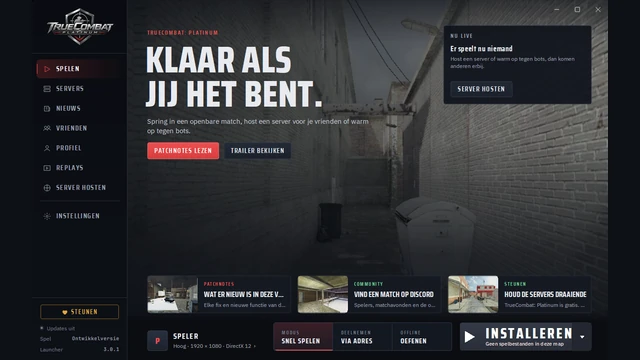 TRUECOMBAT
PLATINUM
SPELEN
SERVERS
NIEUWS
VRIENDEN
PROFIEL
REPLAYS
SERVER HOSTEN
INSTELLINGEN
STEUNEN
Updates uit
Spel Ontwikkelversie
Launcher 3.0.1
TRUECOMBAT PLATINUM
KLAAR ALS
JIJ HET BENT.
Spring in een openbare match, host een server voor je vrienden of warm
op tegen bots.
PATCHNOTES LEZEN
TRAILER BEKIJKEN
NU LIVE
Er speelt nu niemand
Host een server of warm op tegen bots, dan komen
anderen erbij.
SERVER HOSTEN
PATCHNOTES
WAT ER NIEUW IS IN DEZE V...
Elke fix en nieuwe functie van d...
COMMUNITY
VIND EEN MATCH OP DISCORD
Spelers, matchavonden en de o...
STEUNEN
HOUD DE SERVERS DRAAIENDE
TrueCombat: Platinum is gratis. ...
P
SPELER
Hoog · 1920 × 1080 · DirectX 12
MODUS
SNEL SPELEN
DEELNEMEN
VIA ADRES
OFFLINE
OEFENEN
INSTALLEREN
Geen spelbestanden in deze map